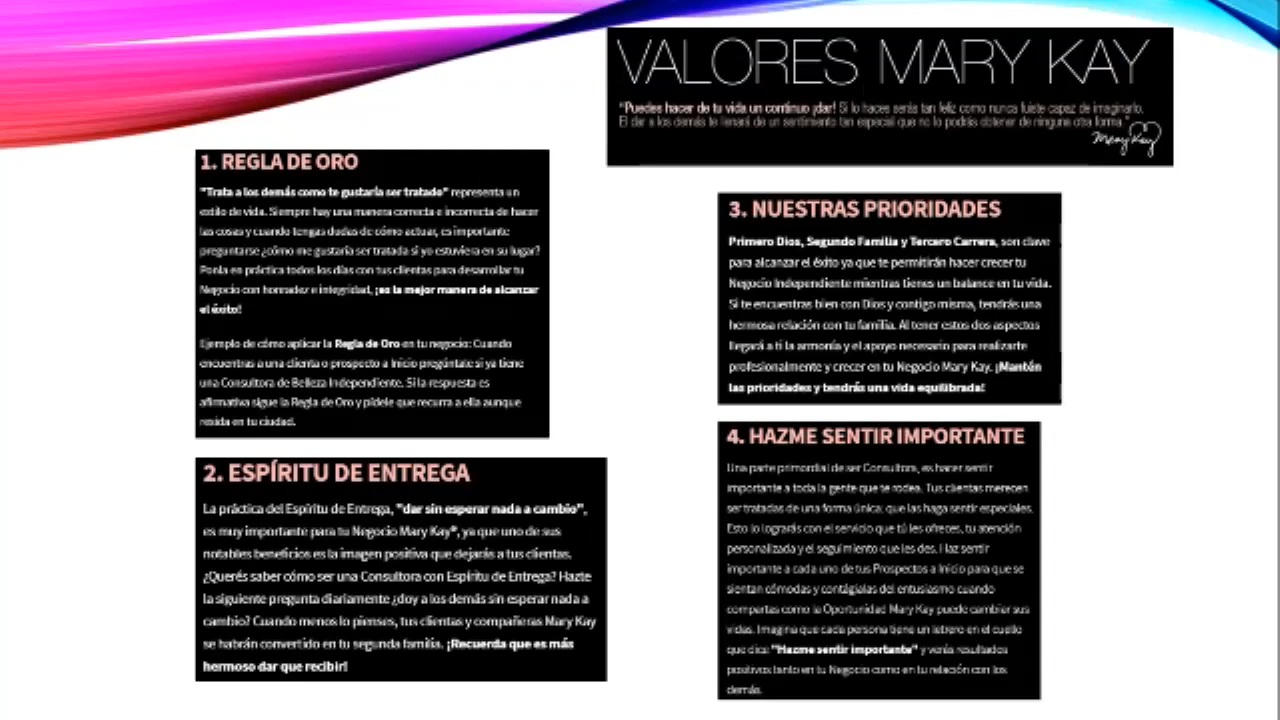 VALORES MARY KAY
"Puedes hacer de tu vida un continuo ¡dar! Si lo haces serás tan feliz como nunca fuiste capaz de imaginarlo.
El dar a los demás te llenará de un sentimiento tan especial que no lo podrás obtener de ninguna otra forma."
Mary Kay
1. REGLA DE ORO
"Trata a los demás como te gustaría ser tratado" representa un
estilo de vida. Siempre hay una manera correcta e incorrecta de hacer
las cosas y cuando tengas dudas de cómo actuar, es importante
preguntarse ¿cómo me gustaría ser tratada si yo estuviera en su lugar?
Ponla en práctica todos los días con tus clientas para desarrollar tu
Negocio con honradez e integridad, ¡es la mejor manera de alcanzar
el éxito!
Ejemplo de cómo aplicar la Regla de Oro en tu negocio: Cuando
encuentras a una clienta o prospecto a Inicio pregúntale si ya tiene
una Consultora de Belleza Independiente. Si la respuesta es
afirmativa sigue la Regla de Oro y pídele que recurra a ella aunque
resida en tu ciudad.
2. ESPÍRITU DE ENTREGA
La práctica del Espíritu de Entrega, "dar sin esperar nada a cambio",
es muy importante para tu Negocio Mary Kay®, ya que uno de sus
notables beneficios es la imagen positiva que dejarás a tus clientas.
¿Querés saber cómo ser una Consultora con Espíritu de Entrega? Hazte
la siguiente pregunta diariamente ¿doy a los demás sin esperar nada a
cambio? Cuando menos lo pienses, tus clientas y compañeras Mary Kay
se habrán convertido en tu segunda familia. ¡Recuerda que es más
hermoso dar que recibir!
3. NUESTRAS PRIORIDADES
Primero Dios, Segundo Familia y Tercero Carrera, son clave
para alcanzar el éxito ya que te permitirán hacer crecer tu
Negocio Independiente mientras tienes un balance en tu vida.
Si te encuentras bien con Dios y contigo misma, tendrás una
hermosa relación con tu familia. Al tener estos dos aspectos
llegará a ti la armonía y el apoyo necesario para realizarte
profesionalmente y crecer en tu Negocio Mary Kay. ¡Mantén
las prioridades y tendrás una vida equilibrada!
4. HAZME SENTIR IMPORTANTE
Una parte primordial de ser Consultora, es hacer sentir
importante a toda la gente que te rodea. Tus clientas merecen
ser tratadas de una forma única: que las haga sentir especiales.
Esto lo lograrás con el servicio que tú les ofreces, tu atención
personalizada y el seguimiento que les des. Haz sentir
importante a cada uno de tus Prospectos a Inicio para que se
sientan cómodas y contágialas del entusiasmo cuando
compartas como la Oportunidad Mary Kay puede cambiar sus
vidas. Imagina que cada persona tiene un letrero en el cuello
que dice "Hazme sentir importante" y verás resultados
positivos tanto en tu Negocio como en tu relación con los
demás.